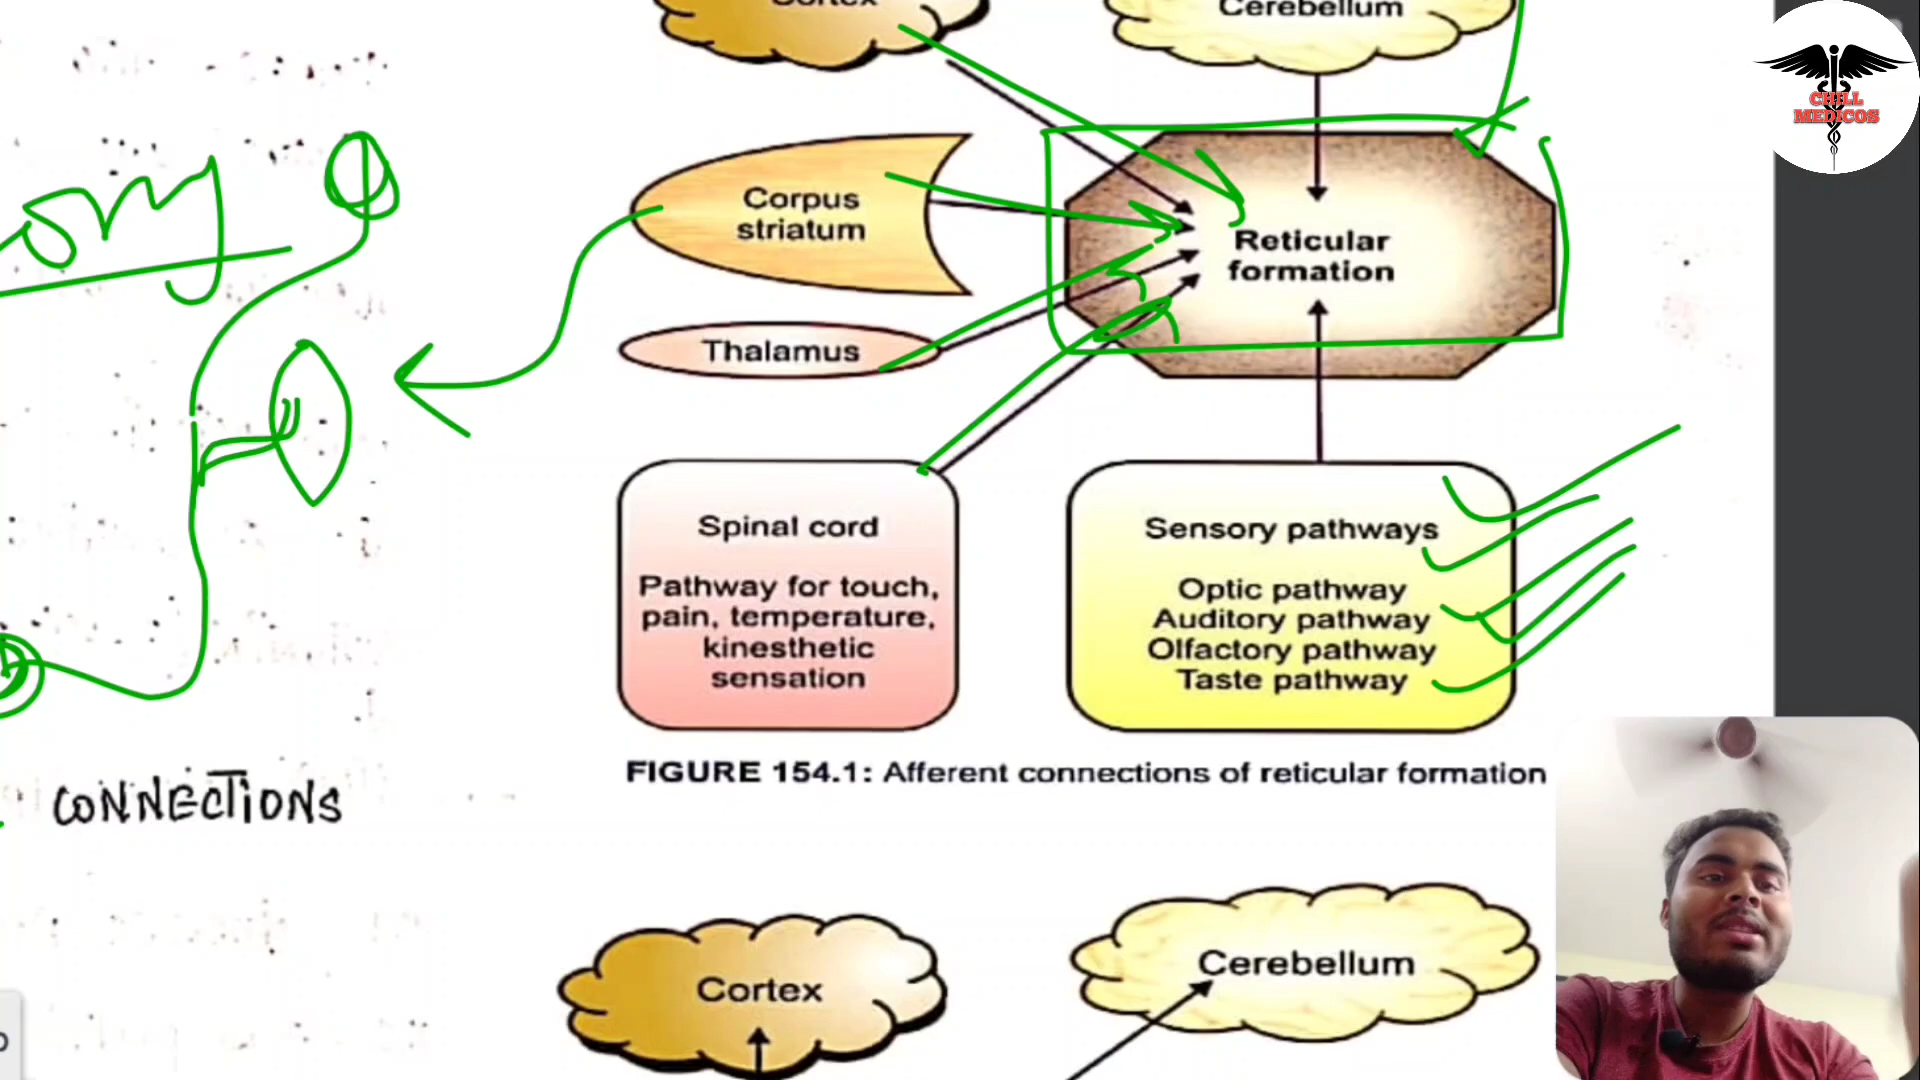 Cortex
Cerebellum
CHILL
MEDICOS
Corpus
striatum
Reticular
formation
Thalamus
Spinal cord
Pathway for touch,
pain, temperature,
kinesthetic
sensation
Sensory pathways
Optic pathway
Auditory pathway
Olfactory pathway
Taste pathway
FIGURE 154.1: Afferent connections of reticular formation
CONNECTIONS
Cortex
Cerebellum